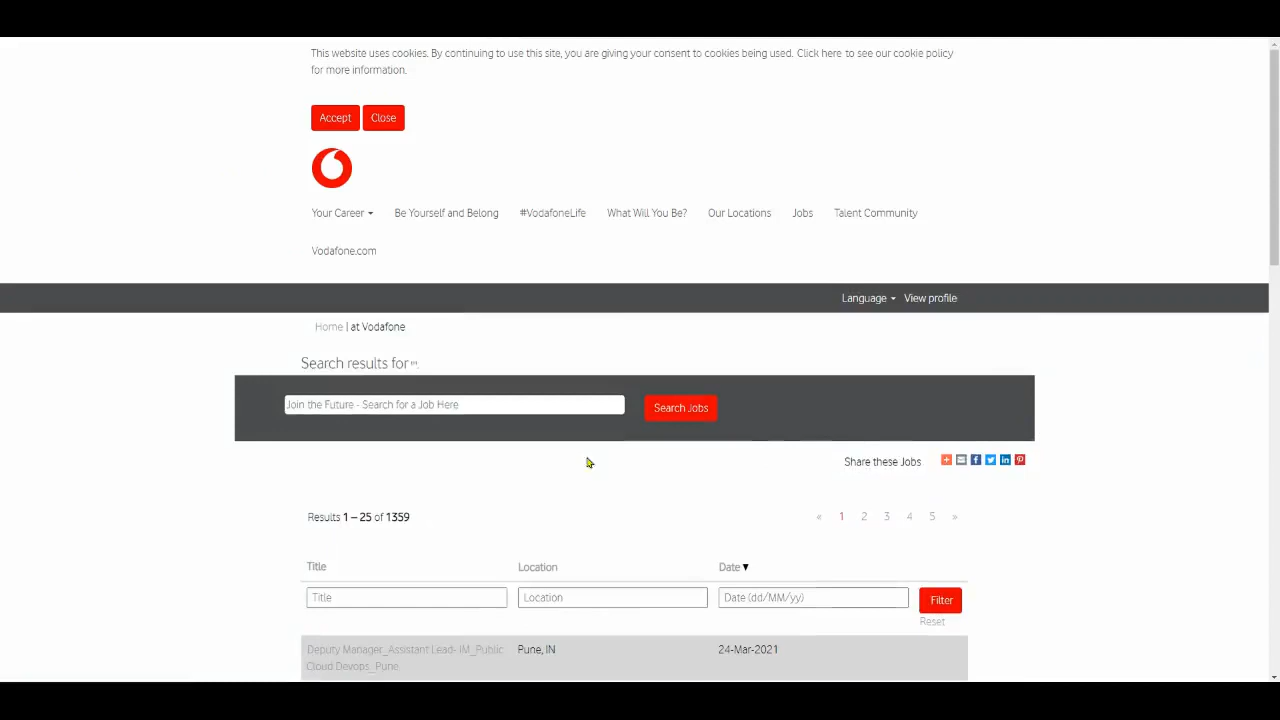 This website uses cookies. By continuing to use this site, you are giving your consent to cookies being used. Click here to see our cookie policy
for more information.
Accept Close
Your Career Be Yourself and Belong #VodafoneLife What Will You Be? Our Locations Jobs Talent Community
Vodafone.com
Language View profile
Home | at Vodafone
Search results for "".
Join the Future - Search for a Job Here
Search Jobs
Share these Jobs
Results 1 – 25 of 1359
« 1 2 3 4 5 »
Title Location Date ▼
Title Location Date (dd/MM/yy) Filter
Reset
Deputy Manager_Assistant Lead- IM_Public Pune, IN 24-Mar-2021
Cloud Devops_Pune